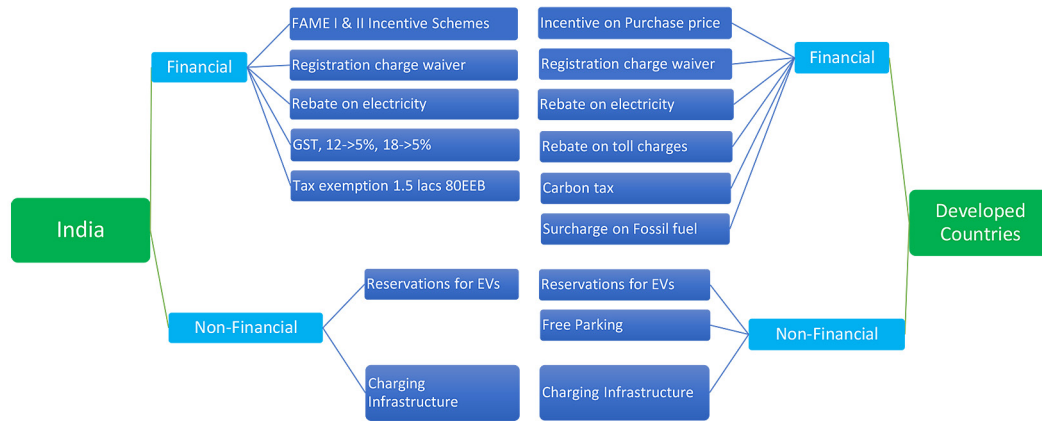 India
Financial
FAME I & II Incentive Schemes
Registration charge waiver
Rebate on electricity
GST, 12->5%, 18->5%
Tax exemption 1.5 lacs 80EEB
Non-Financial
Reservations for EVs
Charging
Infrastructure
Developed
Countries
Financial
Incentive on Purchase price
Registration charge waiver
Rebate on electricity
Rebate on toll charges
Carbon tax
Surcharge on Fossil fuel
Non-Financial
Reservations for EVs
Free Parking
Charging Infrastructure